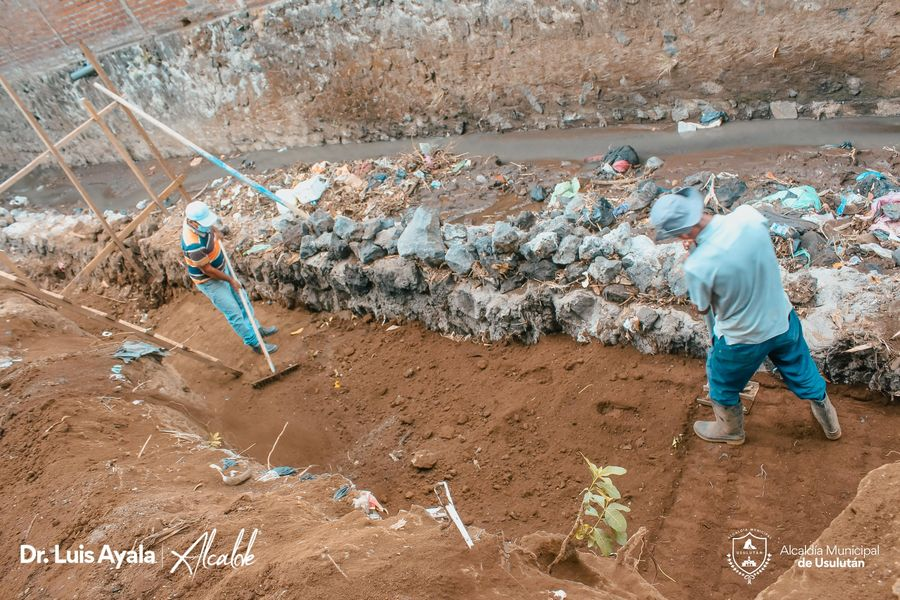 Dr. Luis Ayala | Alcalde
Alcaldía Municipal
de Usulután